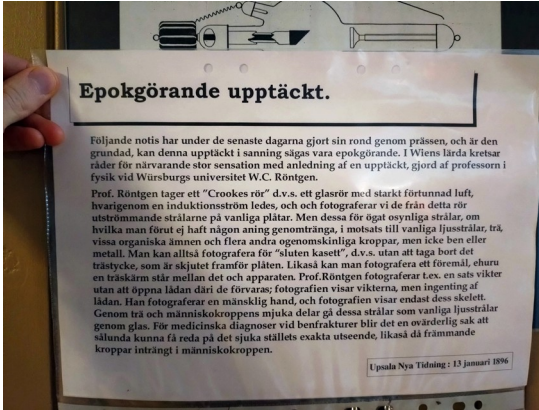 Epokgörande upptäckt.
Följande notis har under de senaste dagarna gjort sin rond genom prässen, och är den
grundad, kan denna upptäckt i sanning sägas vara epokgörande. I Wiens lärda kretsar
råder för närvarande stor sensation med anledning af en upptäckt, gjord af professorn i
fysik vid Würsburgs universitet W.C. Röntgen.
Prof. Röntgen tager ett "Crookes rör" d.v.s. ett glasrör med starkt förtunnad luft,
hvarigenom en induktionsström ledes, och och fotograferar vi de från detta rör
utströmmande strålarne på vanliga plåtar. Men dessa för ögat osynliga strålar, om
hvilka man förut ej haft någon aning genomtränga, i motsats till vanliga ljusstrålar, trä,
vissa organiska ämnen och flera andra ogenomskinliga kroppar, men icke ben eller
metall. Man kan alltså fotografera för "sluten kasett", d.v.s. utan att taga bort det
trästycke, som är skjutet framför plåten. Likaså kan man fotografera ett föremål, ehuru
en träskärm står mellan det och apparaten. Prof.Röntgen fotograferar t.ex. en sats vikter
utan att öppna lådan däri de förvaras; fotografien visar vikterna, men ingenting af
lådan. Han fotograferar en mänsklig hand, och fotografien visar endast dess skelett.
Genom trä och människokroppens mjuka delar gå dessa strålar som vanliga ljusstrålar
genom glas. För medicinska diagnoser vid benfrakturer blir det en ovärderlig sak att
sålunda kunna få reda på det sjuka ställets exakta utseende, likaså då främmande
kroppar inträngt i människokroppen.
Upsala Nya Tidning : 13 januari 1896